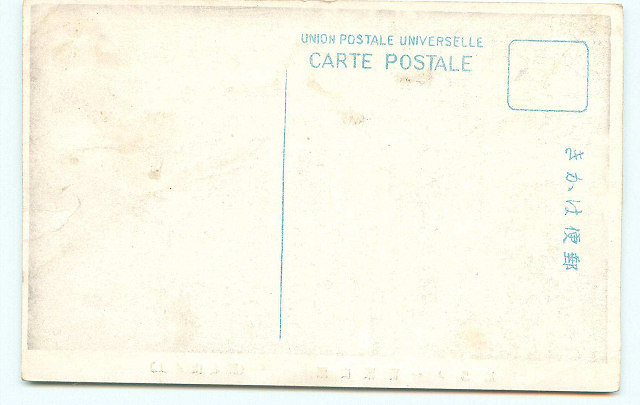 UNION POSTALE UNIVERSELLE
CARTE POSTALE
郵便はかき